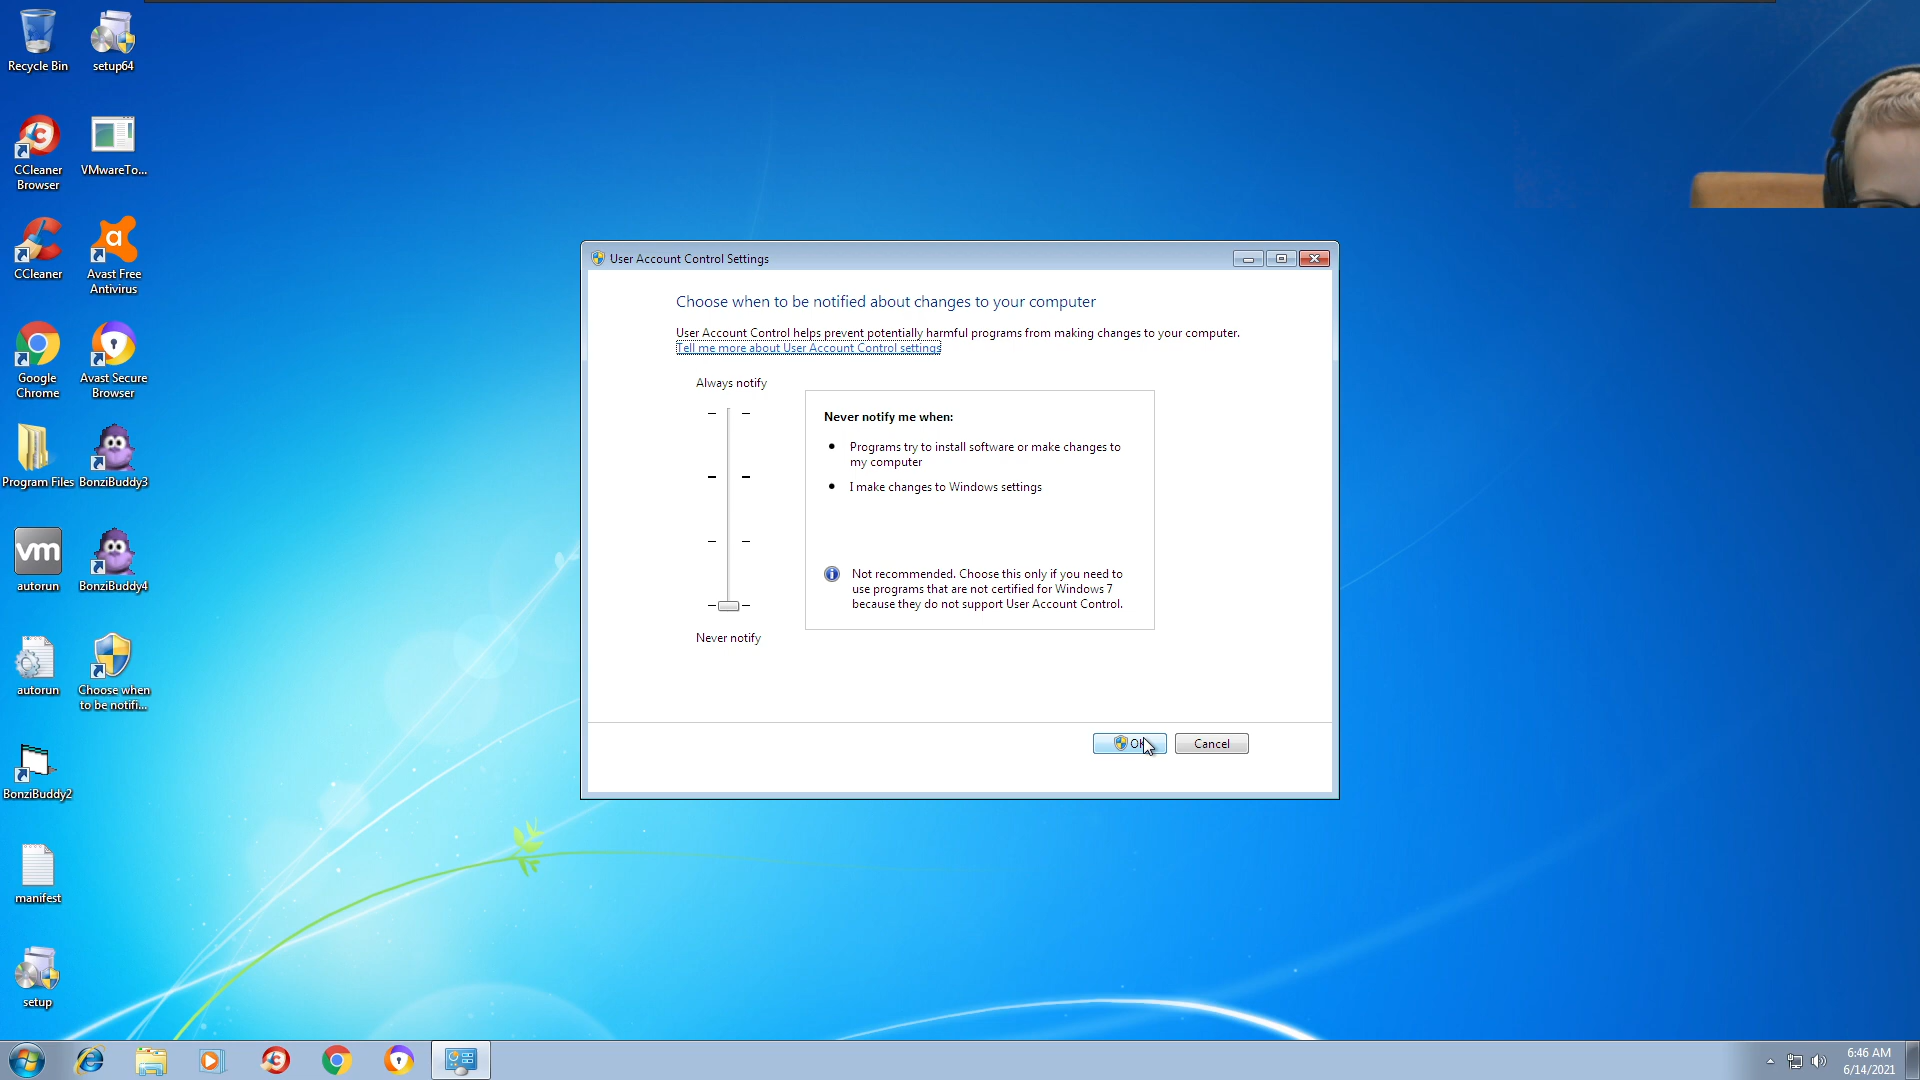 Recycle Bin
setup64
CCleaner
Browser
VMwareTo...
CCleaner
Avast Free
Antivirus
Google
Chrome
Avast Secure
Browser
Program Files
BonziBuddy3
vm
autorun
BonziBuddy4
autorun
Choose when
to be notifi...
BonziBuddy2
manifest
setup
User Account Control Settings
Choose when to be notified about changes to your computer
User Account Control helps prevent potentially harmful programs from making changes to your computer.
Tell me more about User Account Control settings
Always notify
Never notify me when:
Programs try to install software or make changes to
my computer
I make changes to Windows settings
Not recommended. Choose this only if you need to
use programs that are not certified for Windows 7
because they do not support User Account Control.
Never notify
OK
Cancel
6:46 AM
6/14/2021